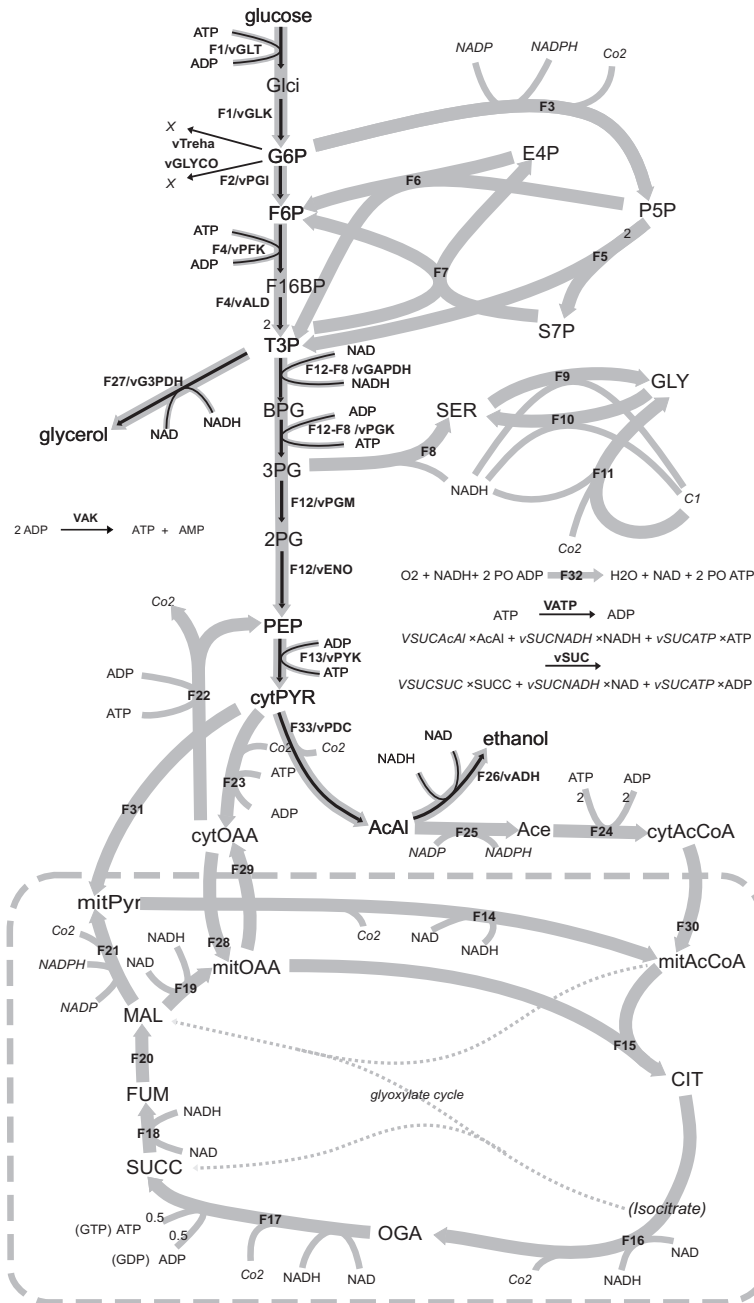 glucose
ATP
F1/vGLT
ADP
Glci
NADP
NADPH
Co2
F3
F1/vGLK
X
vTreha
G6P
vGLYCO
X
F2/vPGI
E4P
F6
F6P
P5P
2
ATP
F4/vPFK
ADP
F5
F7
F16BP
F4/vALD
2
S7P
T3P
NAD
F12-F8 /vGAPDH
NADH
F27/vG3PDH
NAD
NADH
glycerol
BPG
ADP
F12-F8 /vPGK
ATP
SER
F9
GLY
F10
F8
F11
3PG
NADH
C1
F12/vPGM
Co2
2 ADP
VAK
ATP + AMP
2PG
F12/vENO
O2 + NADH+ 2 PO ADP
F32
H2O + NAD + 2 PO ATP
ATP
VATP
ADP
VSUCAcAl ×AcAl + vSUCNADH ×NADH + vSUCATP ×ATP
vSUC
VSUCSUC ×SUCC + vSUCNADH ×NAD + vSUCATP ×ADP
Co2
PEP
ADP
F13/vPYK
ATP
ADP
F22
ATP
cytPYR
F33/vPDC
Co2
Co2
F23
ATP
ADP
NAD
NADH
ethanol
F26/vADH
F31
cytOAA
AcAl
F25
NADP
NADPH
Ace
ATP
2
ADP
2
F24
cytAcCoA
F29
F30
mitPyr
Co2
F14
NAD
NADH
Co2
F21
NADPH
NADP
NADH
NAD
F28
F19
mitOAA
mitAcCoA
MAL
F15
F20
CIT
FUM
glyoxylate cycle
NADH
F18
NAD
SUCC
(Isocitrate)
0.5
(GTP) ATP
0.5
(GDP) ADP
F17
OGA
F16
NAD
Co2
NADH
NAD
Co2
NADH